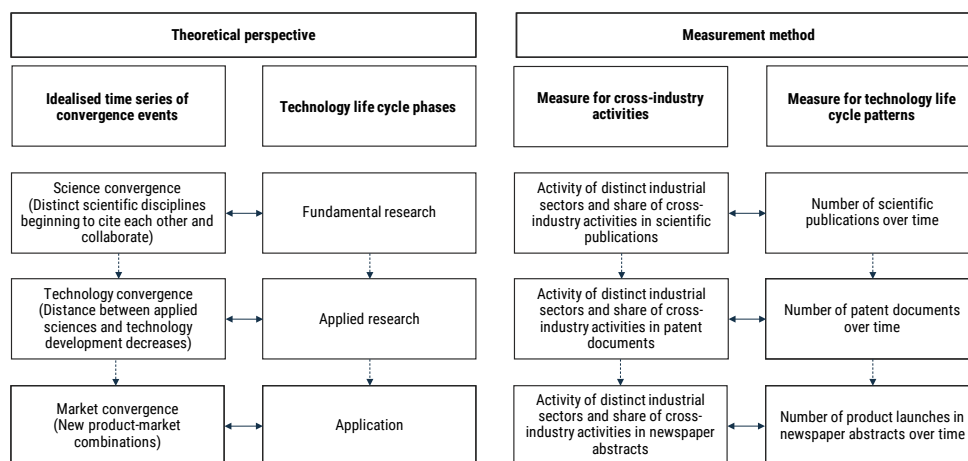 Theoretical perspective
Measurement method
Idealised time series of
convergence events
Technology life cycle phases
Measure for cross-industry
activities
Measure for technology life
cycle patterns
Science convergence
(Distinct scientific disciplines
beginning to cite each other and
collaborate)
Fundamental research
Activity of distinct industrial
sectors and share of cross-
industry activities in scientific
publications
Number of scientific
publications over time
Technology convergence
(Distance between applied
sciences and technology
development decreases)
Applied research
Activity of distinct industrial
sectors and share of cross-
industry activities in patent
documents
Number of patent documents
over time
Market convergence
(New product-market
combinations)
Application
Activity of distinct industrial
sectors and share of cross-
industry activities in newspaper
abstracts
Number of product launches in
newspaper abstracts over time